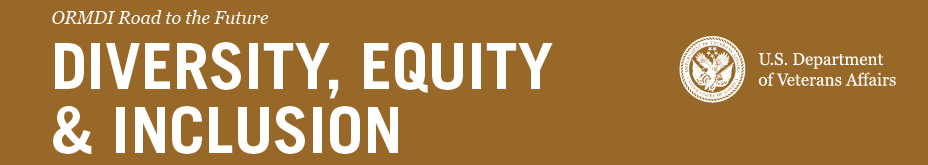 ORMDI Road to the Future
DIVERSITY, EQUITY
& INCLUSION
U.S. Department
of Veterans Affairs